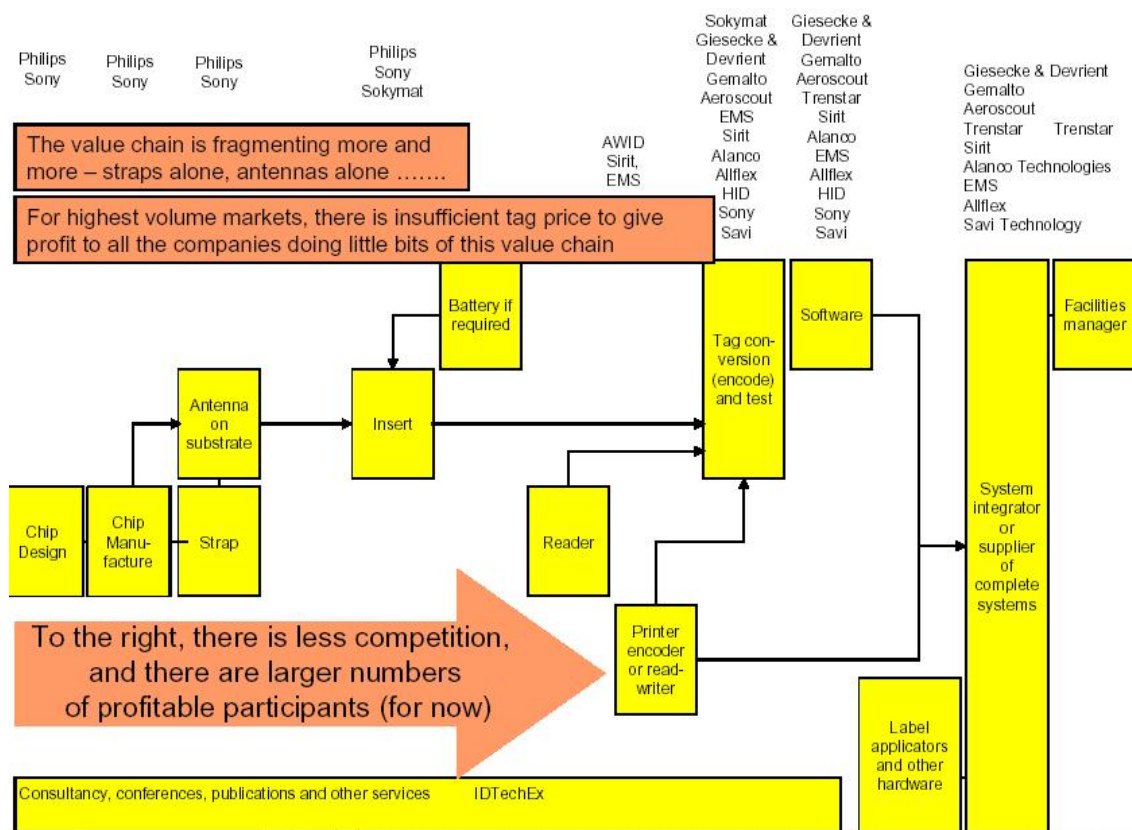 Philips
Sony
Philips
Sony
Philips
Sony
Philips
Sony
Sokymat
AWID
Sirit,
EMS
Sokymat
Giesecke &
Devrient
Gemalto
Aeroscout
EMS
Sirit
Alanco
Allflex
HID
Sony
Savi
Giesecke &
Devrient
Gemalto
Aeroscout
Trenstar
Sirit
Alanco
EMS
Allflex
HID
Sony
Savi
Giesecke & Devrient
Gemalto
Aeroscout
Trenstar
Sirit
Alanco Technologies
EMS
Allflex
Savi Technology
Trenstar
The value chain is fragmenting more and
more – straps alone, antennas alone …….
For highest volume markets, there is insufficient tag price to give
profit to all the companies doing little bits of this value chain
Battery if
required
Tag con-
version
(encode)
and test
Software
Facilities
manager
Antenna
on
substrate
Insert
Chip
Design
Chip
Manu-
facture
Strap
Reader
System
integrator
or
supplier
of
complete
systems
To the right, there is less competition,
and there are larger numbers
of profitable participants (for now)
Printer
encoder
or read-
writer
Label
applicators
and other
hardware
Consultancy, conferences, publications and other services IDTechEx